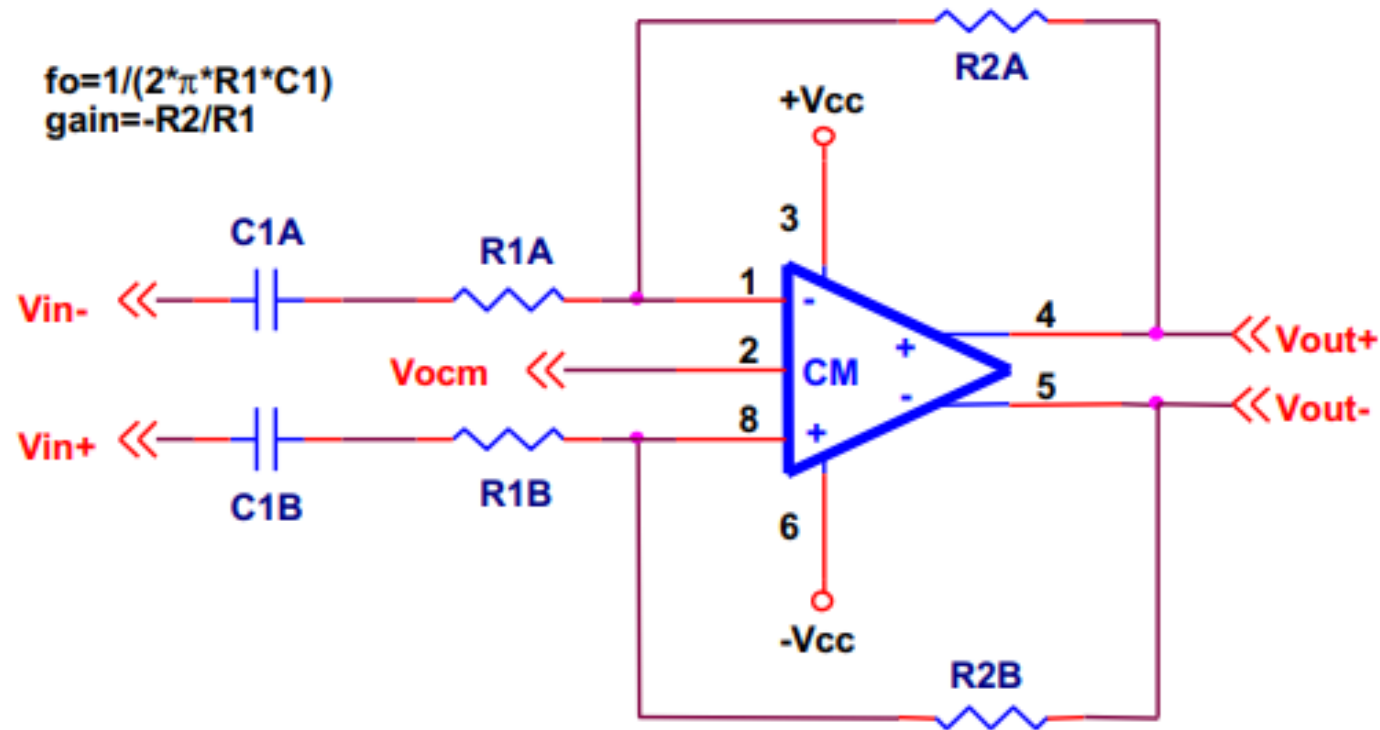 fo=1/(2*π*R1*C1)
gain=-R2/R1
R2A
+Vcc
3
C1A
R1A
Vin-
1
-
4
Vout+
+
2
Vocm
CM
5
Vout-
-
8
+
Vin+
C1B
R1B
6
-Vcc
R2B